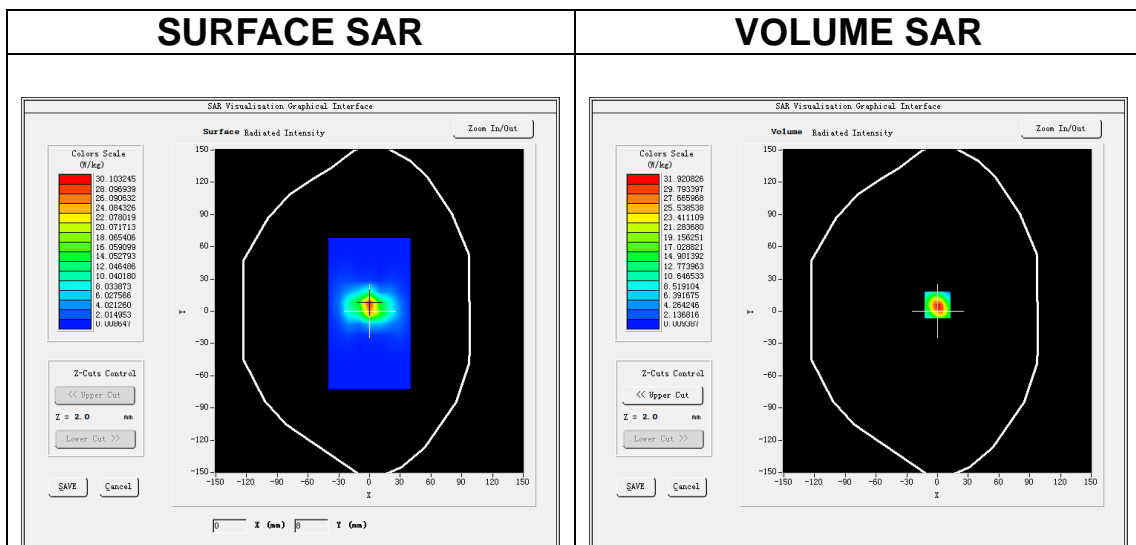 SURFACE SAR
VOLUME SAR
SAR Visualisation Graphical Interface
Surface Radiated Intensity
Zoom In/Out
Colors Scale
(W/kg)
30.103245
28.096939
26.090632
24.084326
22.078019
20.071713
18.065406
16.059099
14.052793
12.046486
10.040180
8.033873
6.027566
4.021260
2.014953
0.008647
150
120
90
60
30
0
-30
-60
-90
-120
-150
Y
-150 -120 -90 -60 -30 0 30 60 90 120 150
X
Z-Cuts Control
<< Upper Cut
Z = 2.0 mm
Lower Cut >>
SAVE Cancel
0 X (mm) 8 Y (mm)
SAR Visualisation Graphical Interface
Volume Radiated Intensity
Zoom In/Out
Colors Scale
(W/kg)
31.920826
29.793397
27.665968
25.538538
23.411109
21.283680
19.156251
17.028821
14.901392
12.773963
10.646533
8.519104
6.391675
4.264246
2.136816
0.009387
150
120
90
60
30
0
-30
-60
-90
-120
-150
Y
-150 -120 -90 -60 -30 0 30 60 90 120 150
X
Z-Cuts Control
<< Upper Cut
Z = 2.0 mm
Lower Cut >>
SAVE Cancel